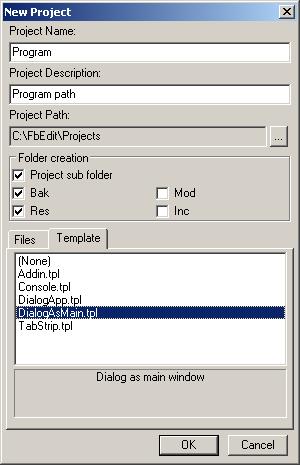 New Project
Project Name:
Program
Project Description:
Program path
Project Path:
C:\FbEdit\Projects
...
Folder creation
Project sub folder
Bak
Mod
Res
Inc
Files
Template
(None)
Addin.tpl
Console.tpl
DialogApp.tpl
DialogAsMain.tpl
TabStrip.tpl
Dialog as main window
OK
Cancel